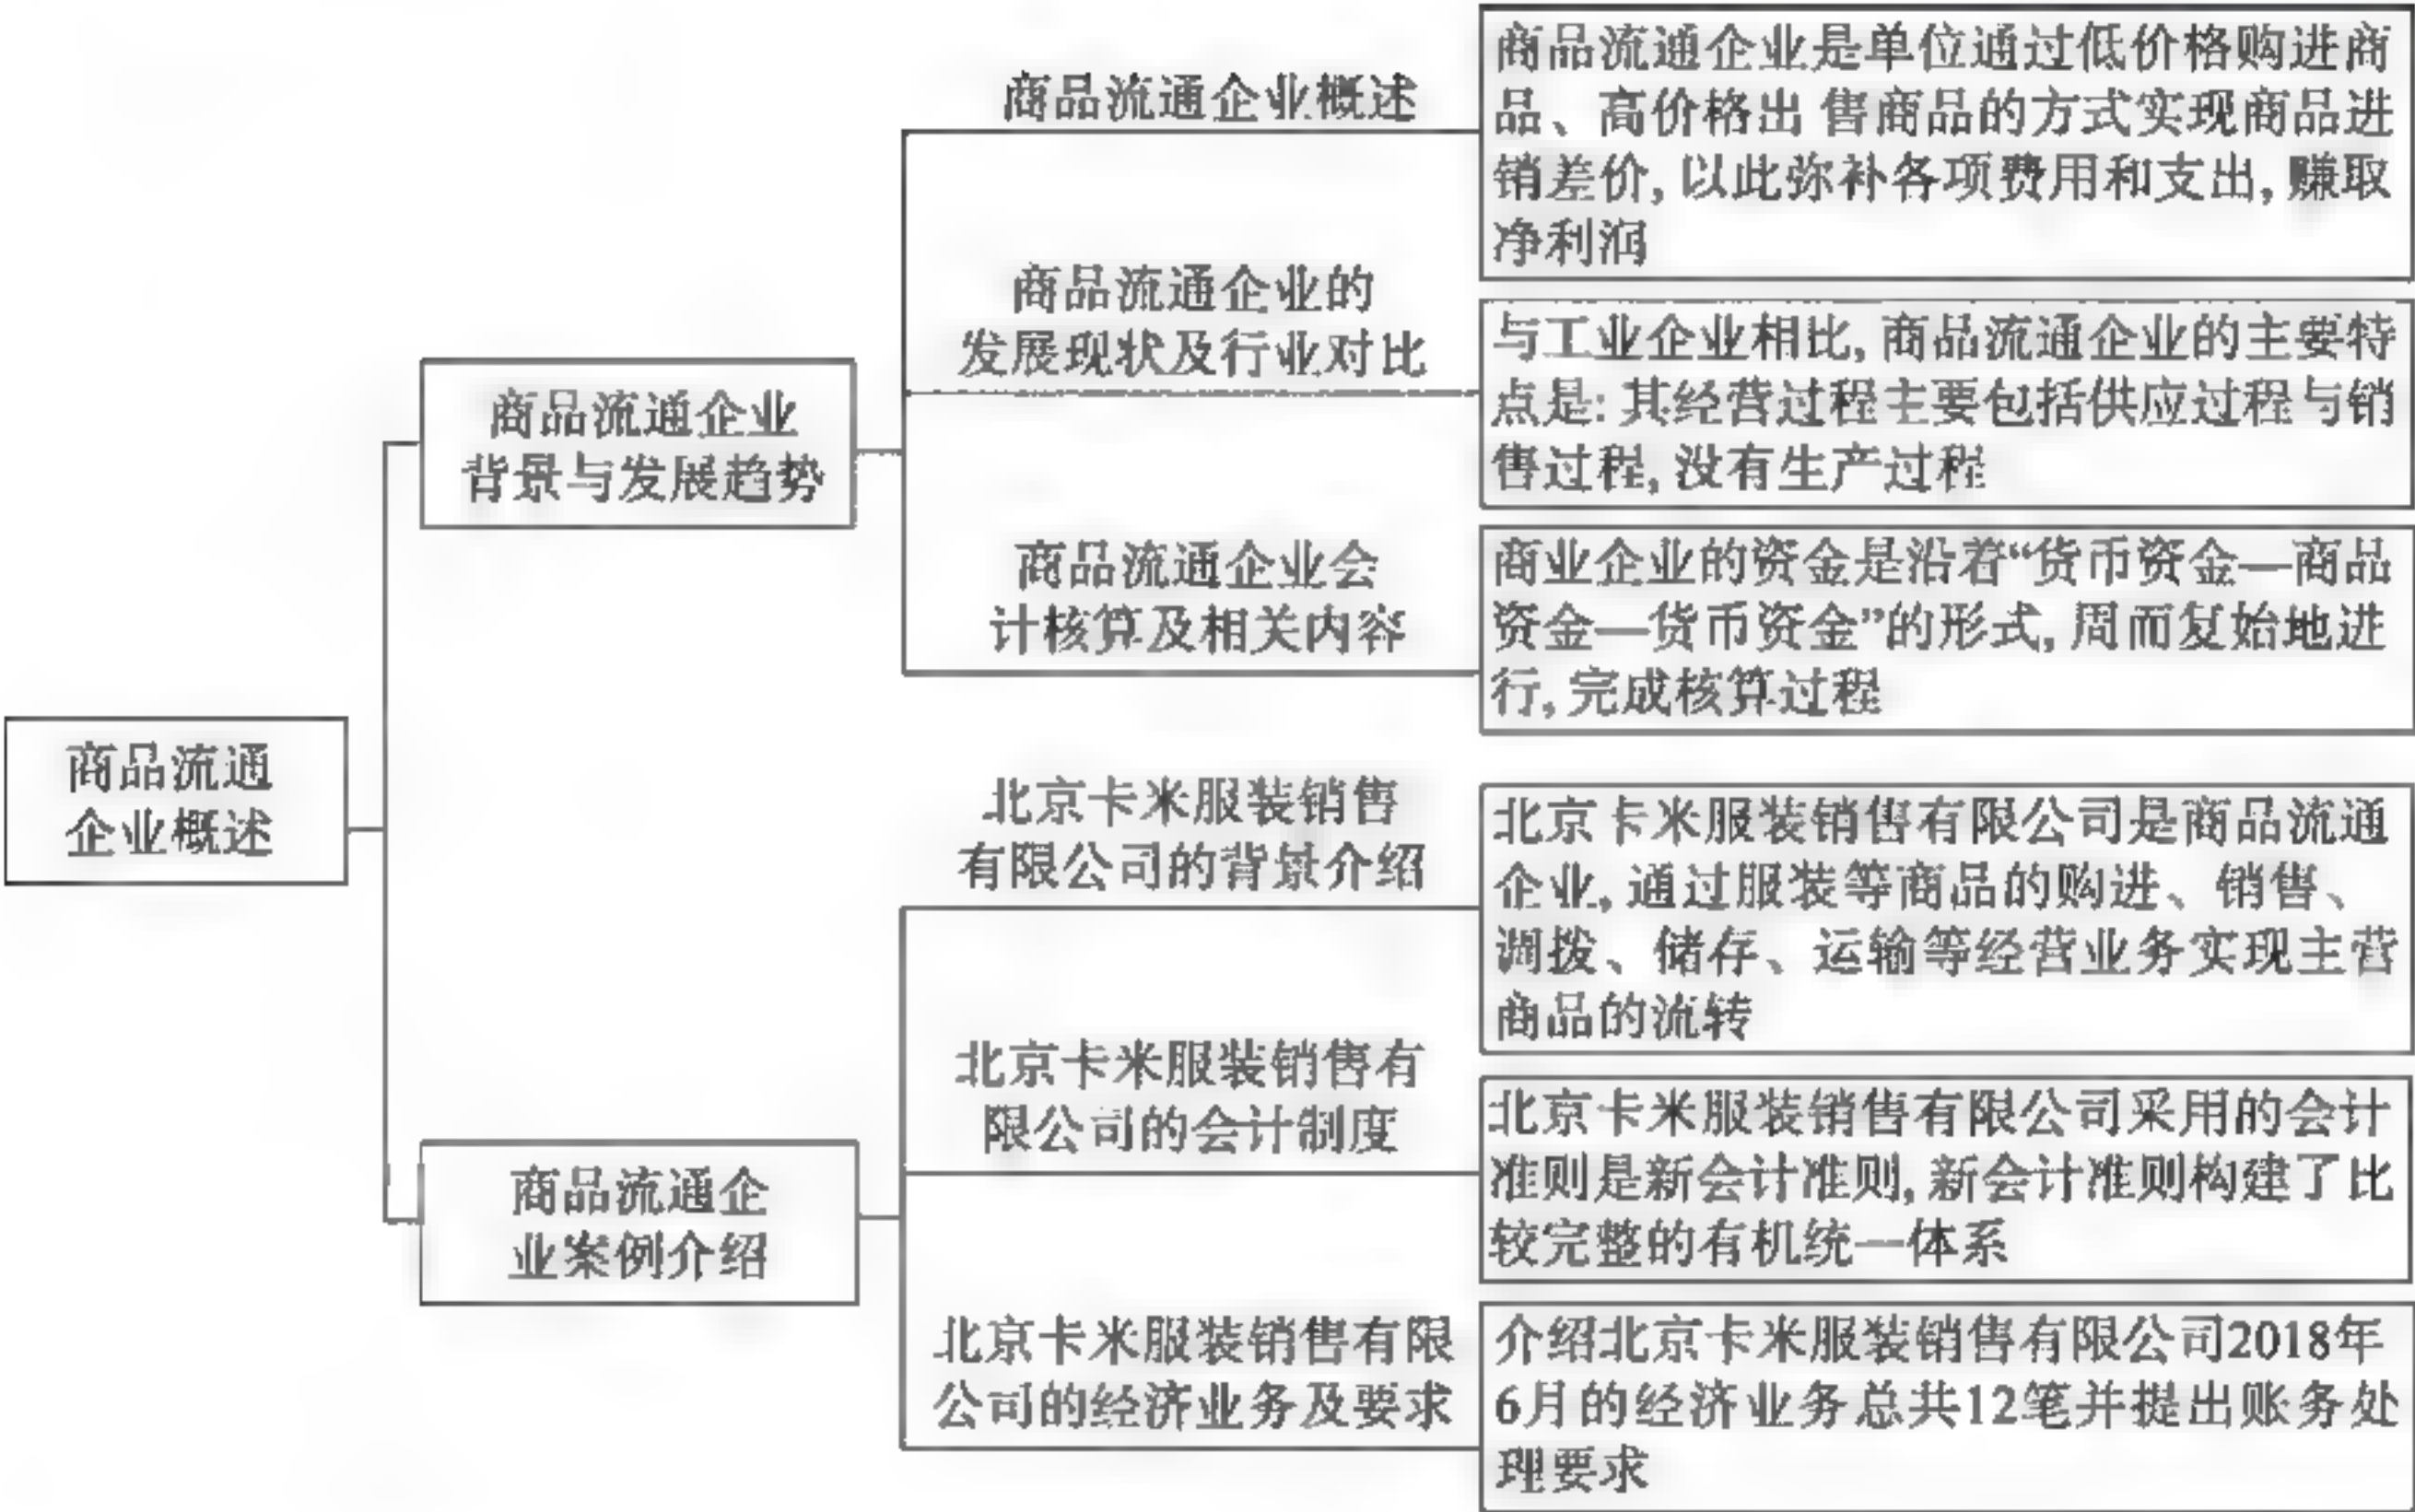 商品流通
企业概述
商品流通企业
背景与发展趋势
商品流通企业概述
商品流通企业是单位通过低价格购进商
品、高价格出 售商品的方式实现商品进
销差价, 以此弥补各项费用和支出, 赚取
净利润
商品流通企业的
发展现状及行业对比
与工业企业相比, 商品流通企业的主要特
点是: 其经营过程主要包括供应过程与销
售过程, 没有生产过程
商品流通企业会
计核算及相关内容
商业企业的资金是沿着“货币资金—商品
资金—货币资金”的形式, 周而复始地进
行, 完成核算过程
商品流通企
业案例介绍
北京卡米服装销售
有限公司的背景介绍
北京卡米服装销售有限公司是商品流通
企业, 通过服装等商品的购进、销售、
调拨、储存、运输等经营业务实现主营
商品的流转
北京卡米服装销售有
限公司的会计制度
北京卡米服装销售有限公司采用的会计
准则是新会计准则, 新会计准则构建了比
较完整的有机统一体系
北京卡米服装销售有限
公司的经济业务及要求
介绍北京卡米服装销售有限公司2018年
6月的经济业务总共12笔并提出账务处
理要求